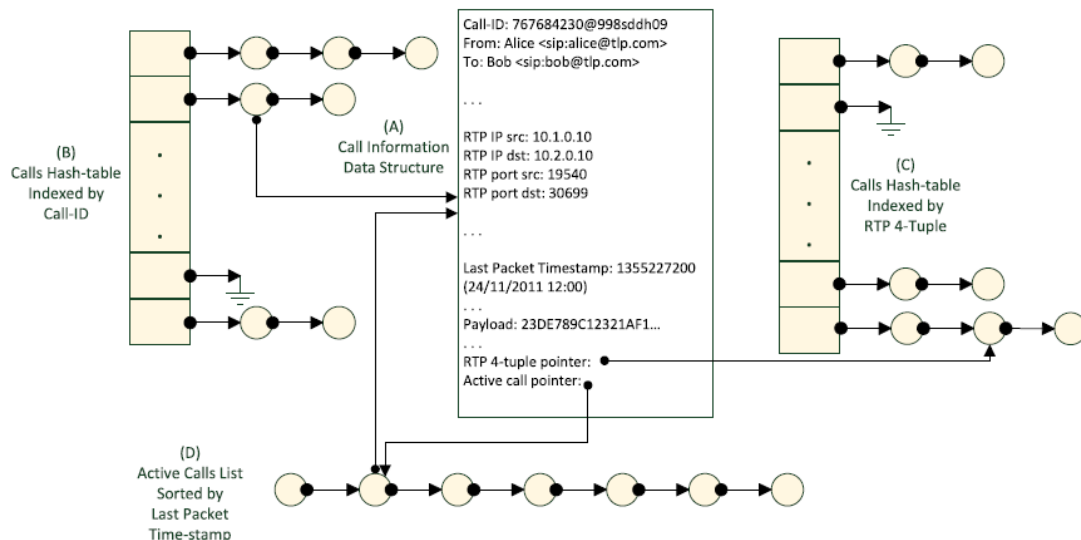 Call-ID: 767684230@998sddh09
From: Alice <sip:alice@tlp.com>
To: Bob <sip:bob@tlp.com>
. . .
RTP IP src: 10.1.0.10
RTP IP dst: 10.2.0.10
RTP port src: 19540
RTP port dst: 30699
. . .
Last Packet Timestamp: 1355227200
(24/11/2011 12:00)
. . .
Payload: 23DE789C12321AF1...
. . .
RTP 4-tuple pointer:
Active call pointer:
(A)
Call Information
Data Structure
(B)
Calls Hash-table
Indexed by
Call-ID
(C)
Calls Hash-table
Indexed by
RTP 4-Tuple
(D)
Active Calls List
Sorted by
Last Packet
Time-stamp